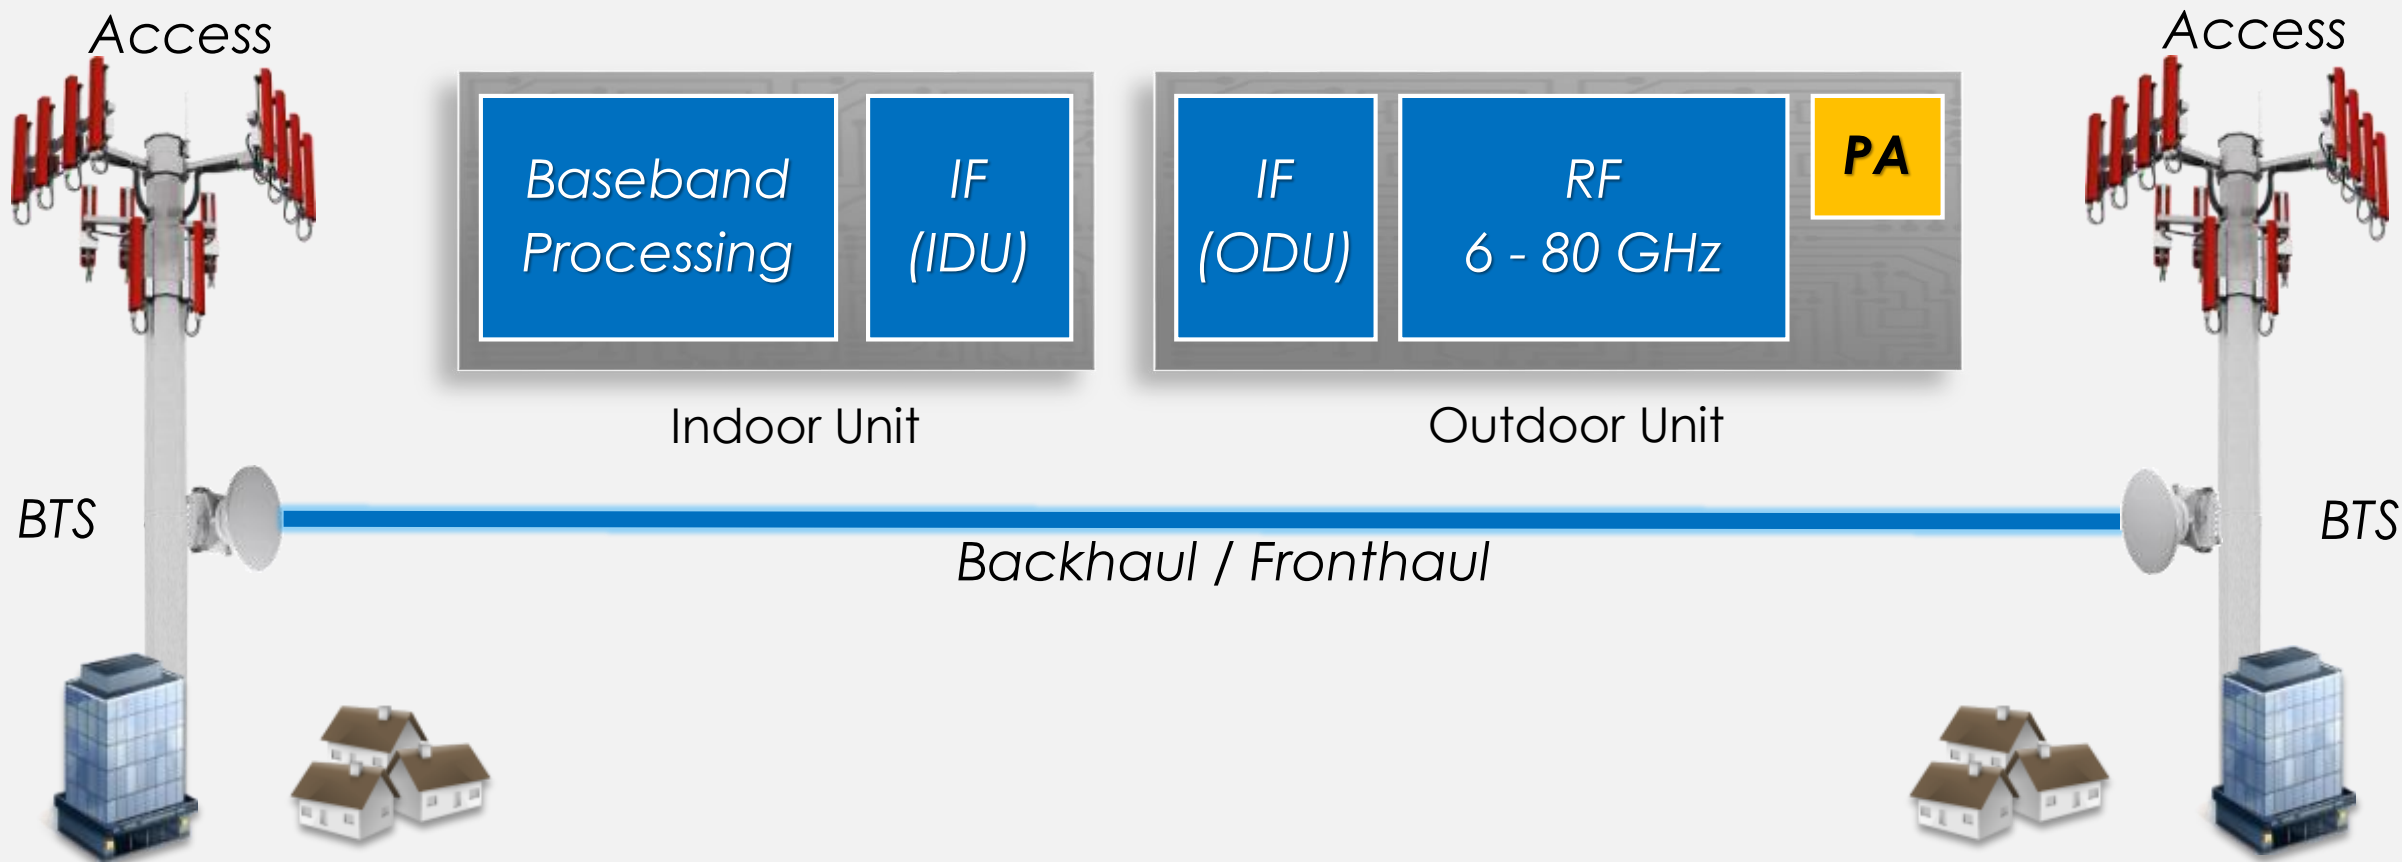 Access
Access
Baseband
Processing
IF
(IDU)
IF
(ODU)
RF
6 - 80 GHz
PA
Indoor Unit
Outdoor Unit
BTS
BTS
Backhaul / Fronthaul